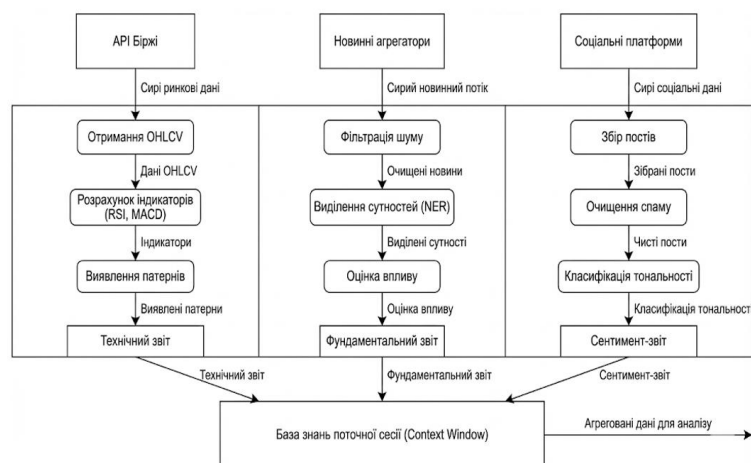 API Біржі
Новинні агрегатори
Соціальні платформи
Сирі ринкові дані
Сирий новинний потік
Сирі соціальні дані
Отримання OHLCV
Фільтрація шуму
Збір постів
Дані OHLCV
Очищені новини
Зібрані пости
Розрахунок індикаторів
(RSI, MACD)
Виділення сутностей (NER)
Очищення спаму
Індикатори
Виділені сутності
Чисті пости
Виявлення патернів
Оцінка впливу
Класифікація тональності
Виявлені патерни
Оцінка впливу
Класифікація тональност
Технічний звіт
Фундаментальний звіт
Сентимент-звіт
Технічний звіт
Фундаментальний звіт
Сентимент-звіт
База знань поточної сесії (Context Window)
Агреговані дані для аналізу